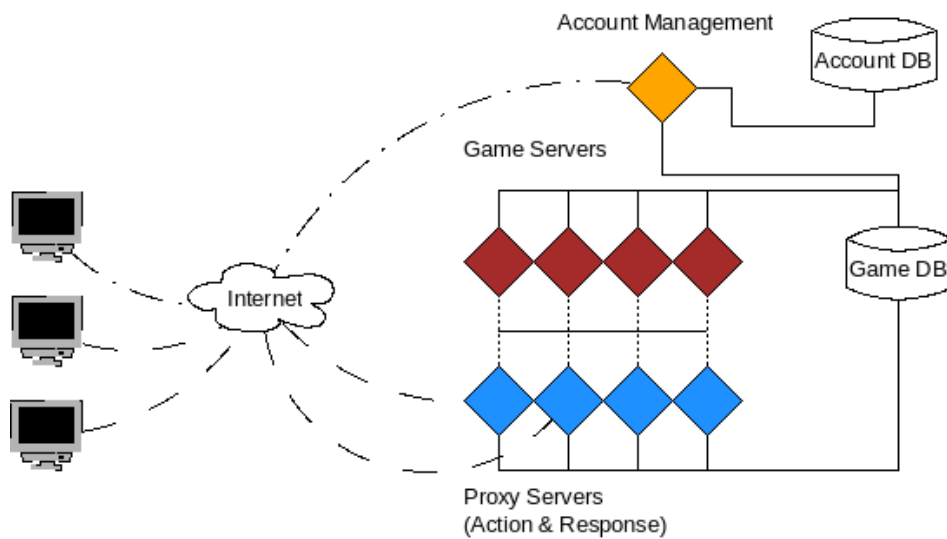 Account Management
Account DB
Game Servers
Internet
Game DB
Proxy Servers
(Action & Response)